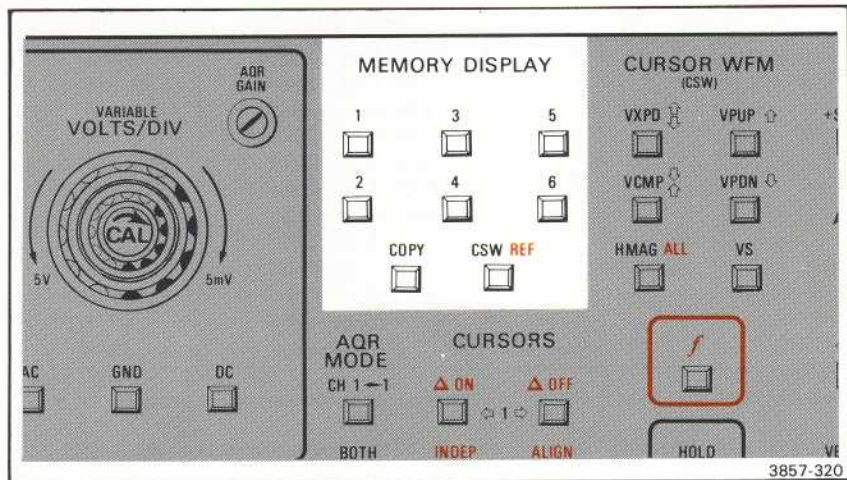 AQR
GAIN
VARIABLE
VOLTS/DIV
CAL
5V
5mV
AC
GND
DC
MEMORY DISPLAY
1
3
5
2
4
6
COPY
CSW REF
CURSOR WFM
(CSW)
VXPD
VPUP
VCMP
VPDN
HMAG ALL
VS
AQR
MODE
CH 1←1
BOTH
CURSORS
Δ ON
Δ OFF
⇦ 1 ⇨
INDEP
ALIGN
f
HOLD
3857-320